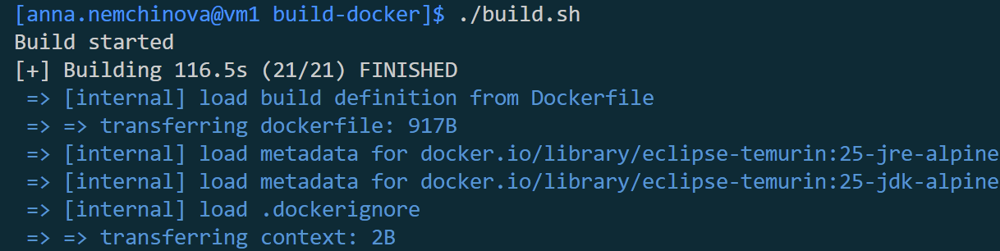 [anna.nemchinova@vm1 build-docker]$ ./build.sh
Build started
[+] Building 116.5s (21/21) FINISHED
=> [internal] load build definition from Dockerfile
=> => transferring dockerfile: 917B
=> [internal] load metadata for docker.io/library/eclipse-temurin:25-jre-alpine
=> [internal] load metadata for docker.io/library/eclipse-temurin:25-jdk-alpine
=> [internal] load .dockerignore
=> => transferring context: 2B